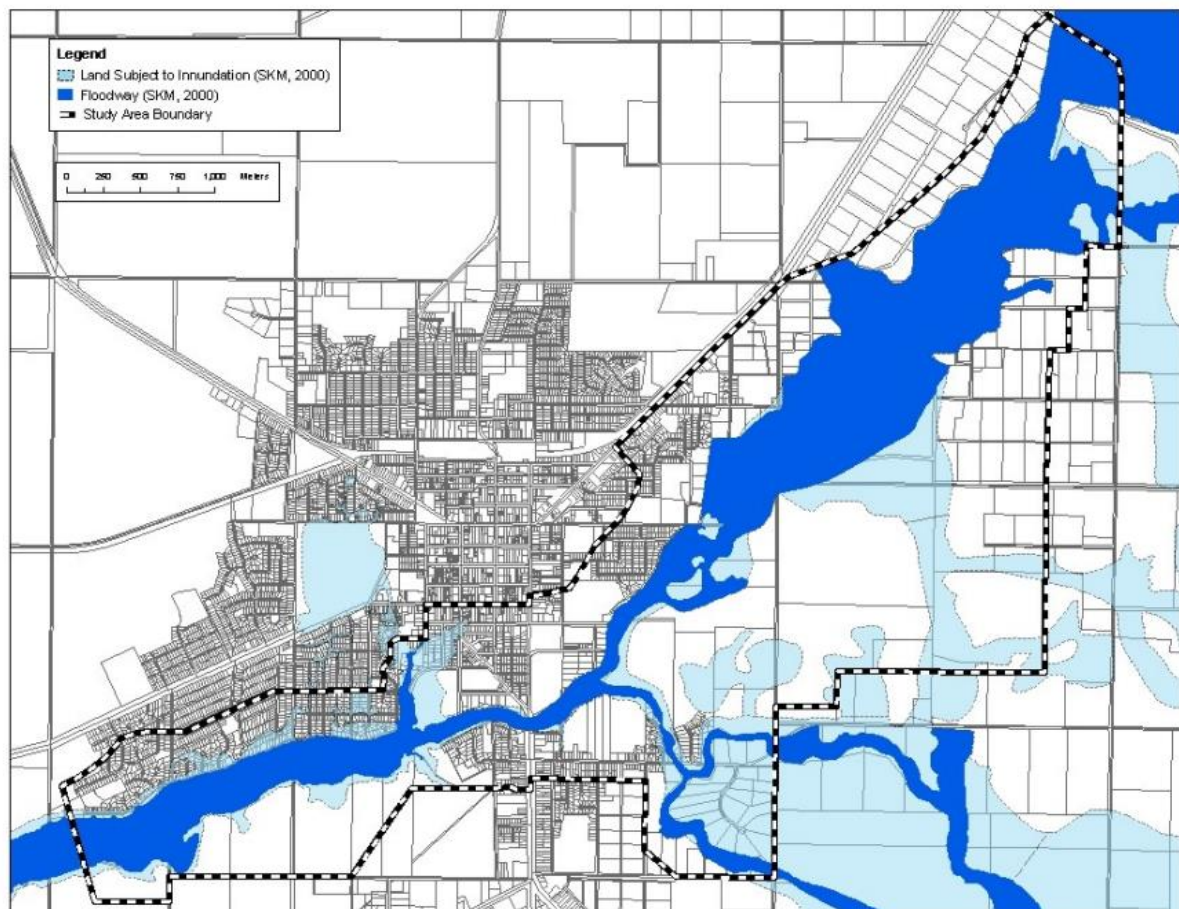 Legend
Land Subject to Innundation (SKM, 2000)
Floodway (SKM, 2000)
Study Area Boundary
0 250 500 750 1,000 Meters